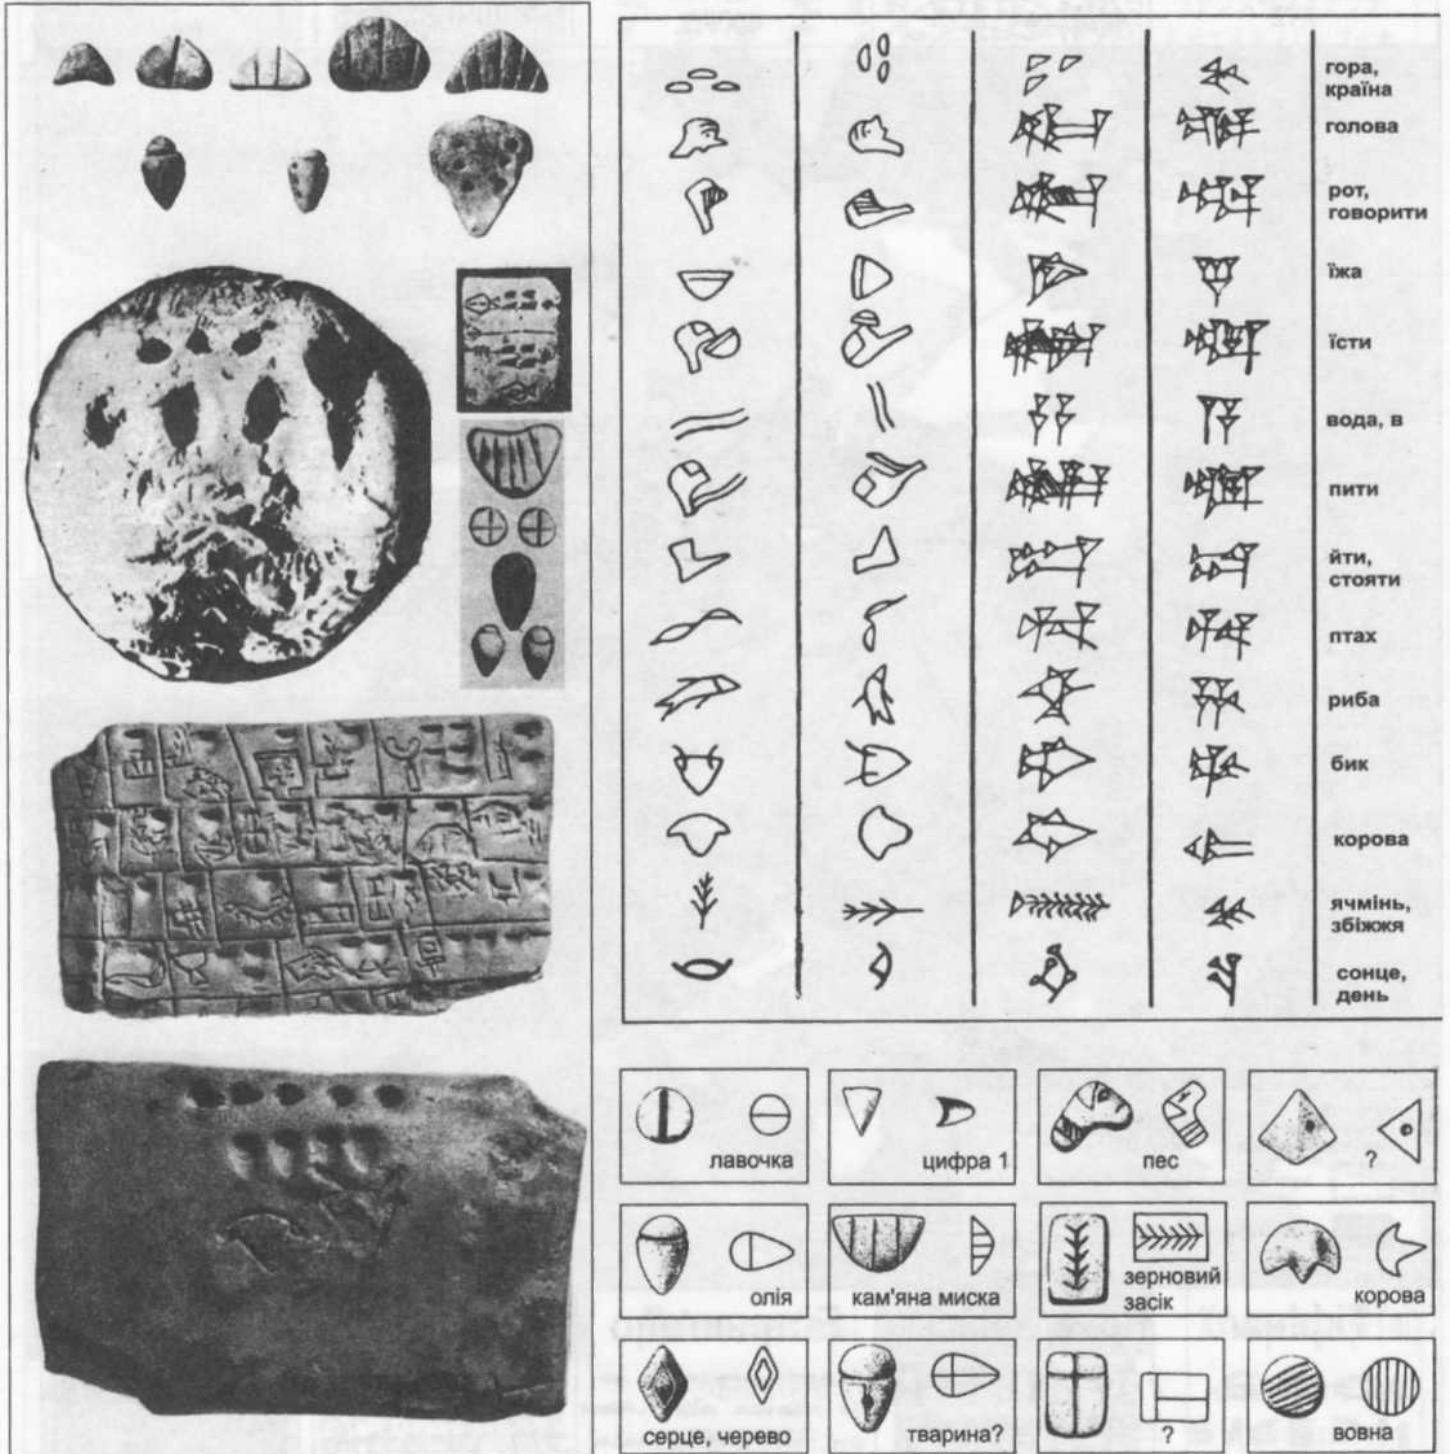 гора,
країна
голова
рот,
говорити
їжа
їсти
вода, в
пити
йти,
стояти
птах
риба
бик
корова
ячмінь,
збіжжя
сонце,
день
лавочка
цифра 1
пес
?
олія
кам'яна миска
зерновий
засік
корова
серце, черево
тварина?
?
вовна